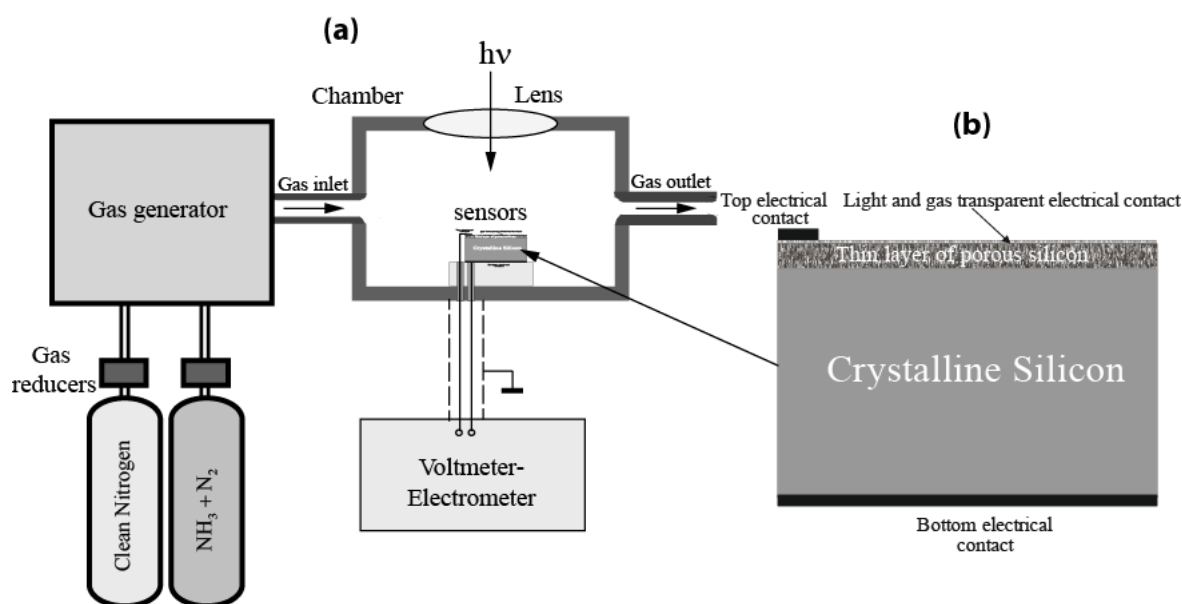 (a)
hν
Chamber
Lens
Gas generator
Gas inlet
Gas outlet
sensors
Crystalline Silicon
Gas
reducers
Clean Nitrogen
NH₃ + N₂
Voltmeter-
Electrometer
(b)
Top electrical
contact
Light and gas transparent electrical contact
Thin layer of porous silicon
Crystalline Silicon
Bottom electrical
contact